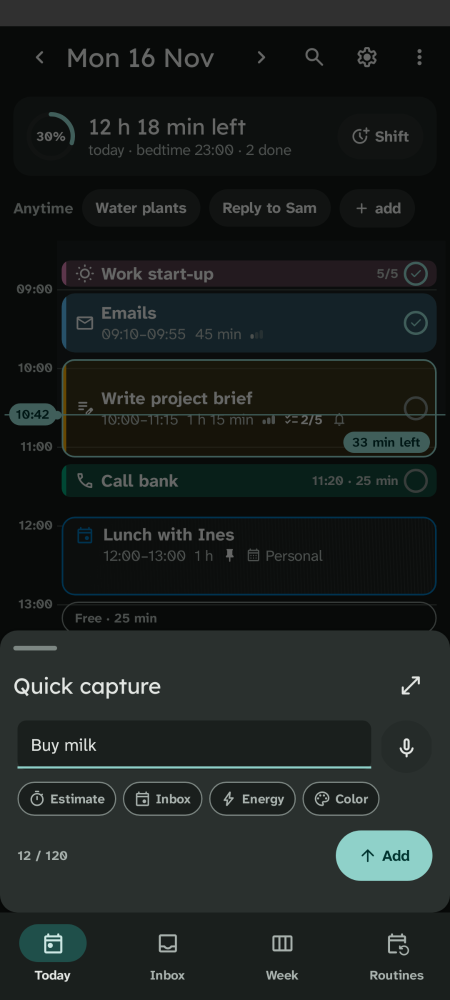 Mon 16 Nov
30%
12 h 18 min left
today · bedtime 23:00 · 2 done
Shift
Anytime
Water plants
Reply to Sam
+ add
Work start-up
5/5
09:00
Emails
09:10–09:55 45 min
10:00
Write project brief
10:00–11:15 1 h 15 min 2/5
10:42
33 min left
11:00
Call bank
11:20 · 25 min
12:00
Lunch with Ines
12:00–13:00 1 h Personal
13:00
Free · 25 min
Quick capture
Buy milk
Estimate
Inbox
Energy
Color
12 / 120
Add
Today
Inbox
Week
Routines